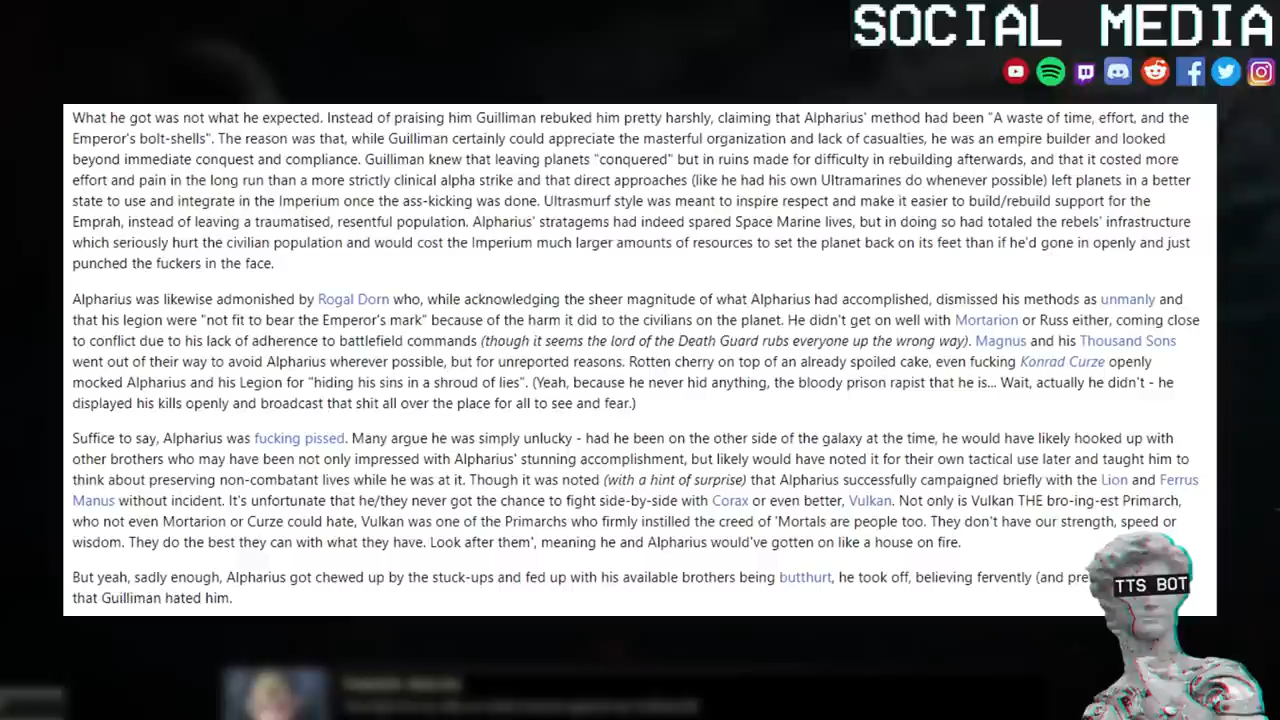 SOCIAL MEDIA
What he got was not what he expected. Instead of praising him Guilliman rebuked him pretty harshly, claiming that Alpharius' method had been "A waste of time, effort, and the
Emperor's bolt-shells". The reason was that, while Guilliman certainly could appreciate the masterful organization and lack of casualties, he was an empire builder and looked
beyond immediate conquest and compliance. Guilliman knew that leaving planets "conquered" but in ruins made for difficulty in rebuilding afterwards, and that it costed more
effort and pain in the long run than a more strictly clinical alpha strike and that direct approaches (like he had his own Ultramarines do whenever possible) left planets in a better
state to use and integrate in the Imperium once the ass-kicking was done. Ultrasmurf style was meant to inspire respect and make it easier to build/rebuild support for the
Emprah, instead of leaving a traumatised, resentful population. Alpharius' stratagems had indeed spared Space Marine lives, but in doing so had totaled the rebels' infrastructure
which seriously hurt the civilian population and would cost the Imperium much larger amounts of resources to set the planet back on its feet than if he'd gone in openly and just
punched the fuckers in the face.
Alpharius was likewise admonished by Rogal Dorn who, while acknowledging the sheer magnitude of what Alpharius had accomplished, dismissed his methods as unmanly and
that his legion were "not fit to bear the Emperor's mark" because of the harm it did to the civilians on the planet. He didn't get on well with Mortarion or Russ either, coming close
to conflict due to his lack of adherence to battlefield commands (though it seems the lord of the Death Guard rubs everyone up the wrong way). Magnus and his Thousand Sons
went out of their way to avoid Alpharius wherever possible, but for unreported reasons. Rotten cherry on top of an already spoiled cake, even fucking Konrad Curze openly
mocked Alpharius and his Legion for "hiding his sins in a shroud of lies". (Yeah, because he never hid anything, the bloody prison rapist that he is... Wait, actually he didn't - he
displayed his kills openly and broadcast that shit all over the place for all to see and fear.)
Suffice to say, Alpharius was fucking pissed. Many argue he was simply unlucky - had he been on the other side of the galaxy at the time, he would have likely hooked up with
other brothers who may have been not only impressed with Alpharius' stunning accomplishment, but likely would have noted it for their own tactical use later and taught him to
think about preserving non-combatant lives while he was at it. Though it was noted (with a hint of surprise) that Alpharius successfully campaigned briefly with the Lion and Ferrus
Manus without incident. It's unfortunate that he/they never got the chance to fight side-by-side with Corax or even better, Vulkan. Not only is Vulkan THE bro-ing-est Primarch,
who not even Mortarion or Curze could hate, Vulkan was one of the Primarchs who firmly instilled the creed of 'Mortals are people too. They don't have our strength, speed or
wisdom. They do the best they can with what they have. Look after them', meaning he and Alpharius would've gotten on like a house on fire.
But yeah, sadly enough, Alpharius got chewed up by the stuck-ups and fed up with his available brothers being butthurt, he took off, believing fervently (and
that Guilliman hated him.
TTS BOT